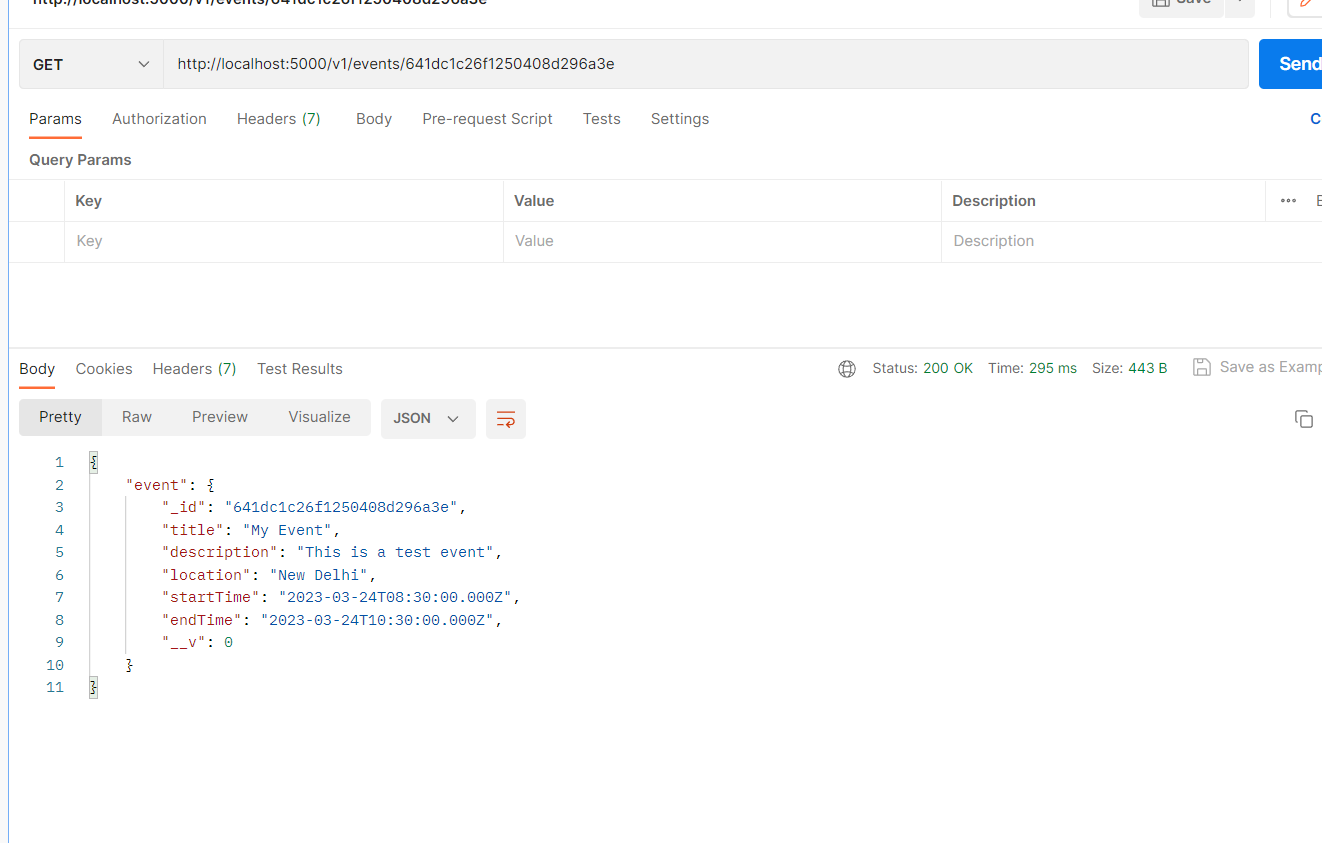 http://localhost:5000/v1/events/641dc1c26f1250408d296a3e
Save
GET http://localhost:5000/v1/events/641dc1c26f1250408d296a3e Send
Params Authorization Headers (7) Body Pre-request Script Tests Settings C
Query Params
Key Value Description
Key Value Description
Body Cookies Headers (7) Test Results Status: 200 OK Time: 295 ms Size: 443 B Save as Examp
Pretty Raw Preview Visualize JSON
1 {
2 "event": {
3 "_id": "641dc1c26f1250408d296a3e",
4 "title": "My Event",
5 "description": "This is a test event",
6 "location": "New Delhi",
7 "startTime": "2023-03-24T08:30:00.000Z",
8 "endTime": "2023-03-24T10:30:00.000Z",
9 "__v": 0
10 }
11 }